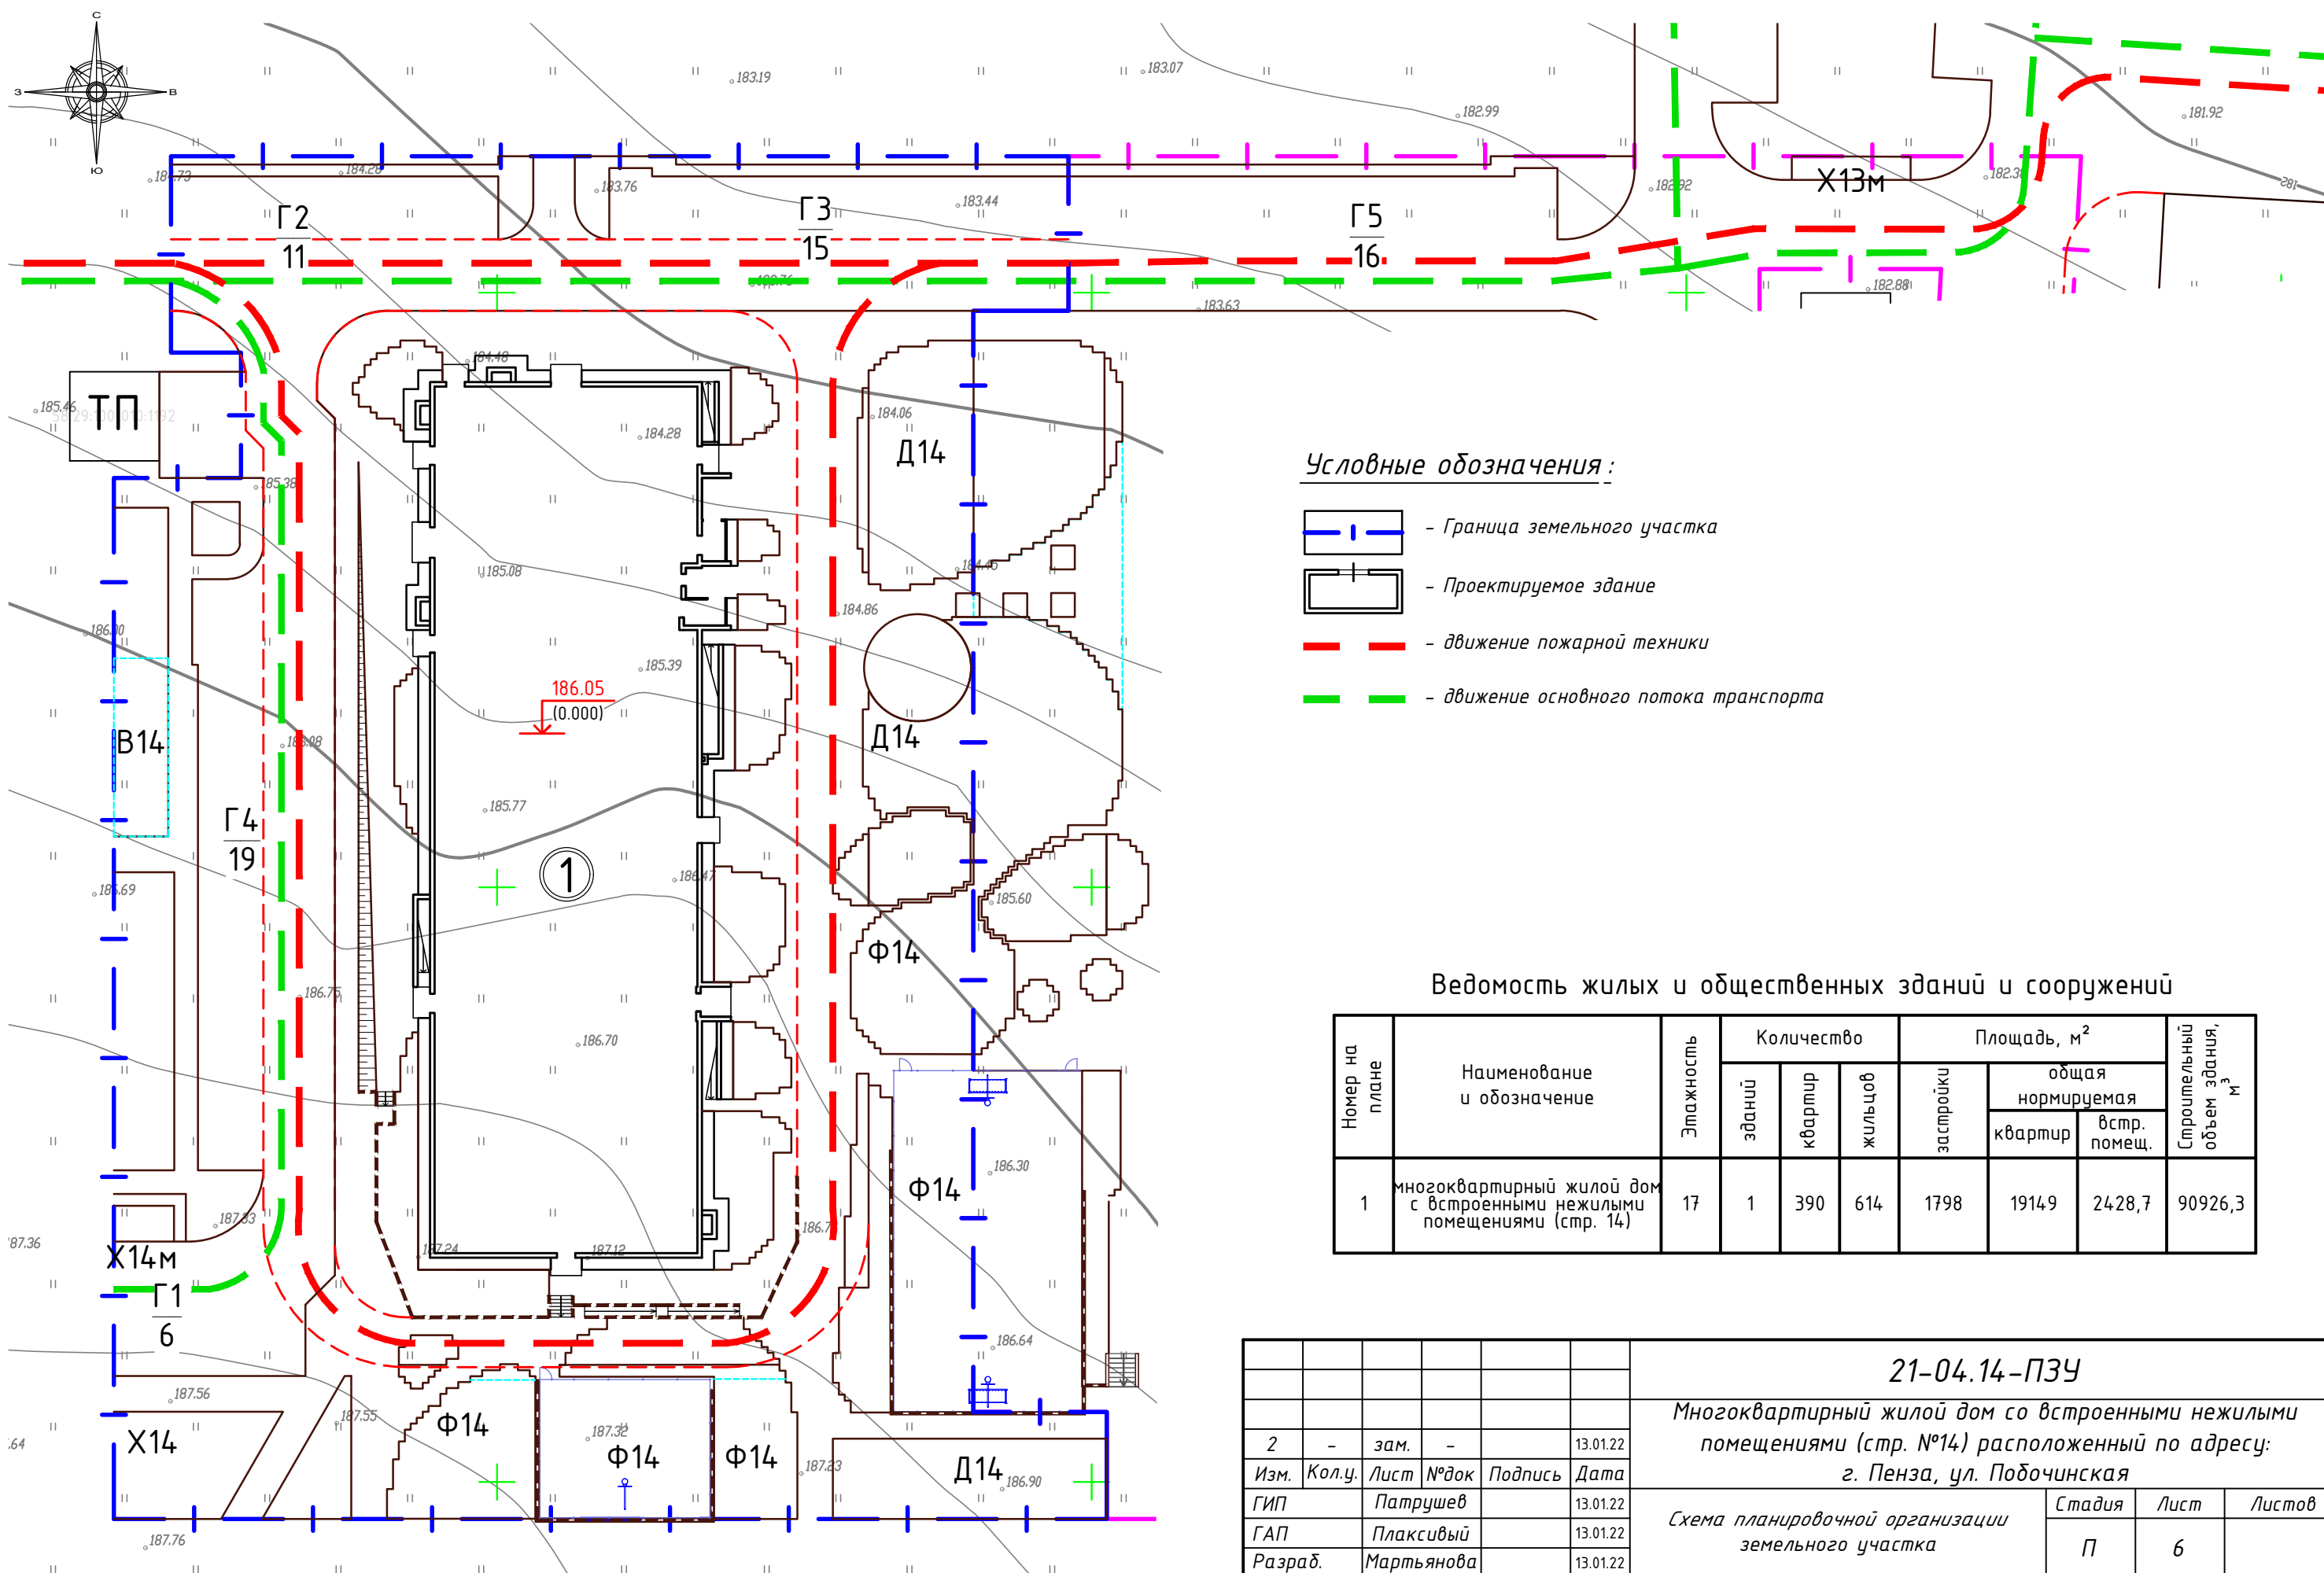 С
З
В
Ю
183.19
183.07
182.99
181.92
184.28
183.76
183.44
182.92
Х13м
182
Г2
11
Г3
15
Г5
16
183.63
182.88
184.48
ТП
185.46
58:29:1001010:1192
184.06
184.28
Д14
185.38
185.08
184.45
184.86
186.00
185.39
186.05
(0.000)
В14
186.08
Д14
Г4
19
185.77
1
186.47
185.60
Ф14
186.75
186.70
186.30
Ф14
187.33
187.36
187.24
187.12
Х14м
Г1
6
186.64
187.56
187.55
Х14
Ф14
187.32
Ф14
Ф14
187.23
Д14
186.90
187.76
Условные обозначения :
- Граница земельного участка
- Проектируемое здание
- движение пожарной техники
- движение основного потока транспорта
Ведомость жилых и общественных зданий и сооружений
Номер на плане
Наименование
и обозначение
Этажность
Количество
зданий
квартир
жильцов
Площадь, м²
застройки
общая
нормируемая
квартир
встр.
помещ.
Строительный
объем здания,
м³
1
многоквартирный жилой дом
с встроенными нежилыми
помещениями (стр. 14)
17
1
390
614
1798
19149
2428,7
90926,3
21-04.14-ПЗУ
Многоквартирный жилой дом со встроенными нежилыми
помещениями (стр. №14) расположенный по адресу:
г. Пенза, ул. Побочинская
2 - зам. - 13.01.22
Изм. Кол.у. Лист №док Подпись Дата
ГИП Патрушев 13.01.22
ГАП Плаксивый 13.01.22
Разраб. Мартьянова 13.01.22
Схема планировочной организации
земельного участка
Стадия Лист Листов
П 6